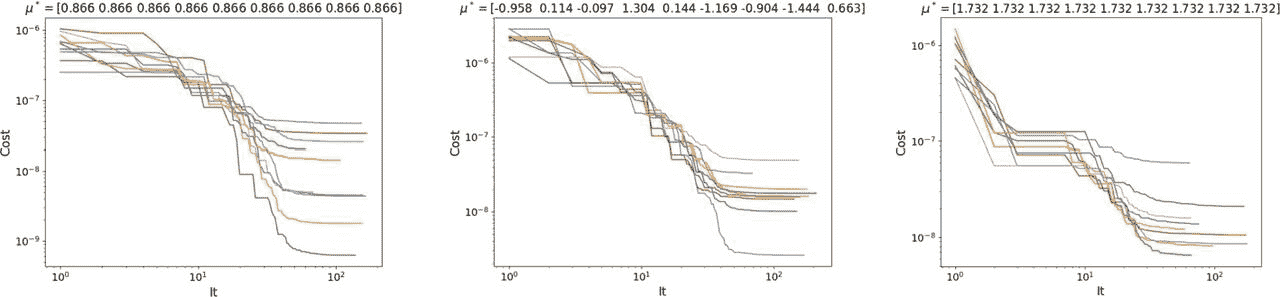 μ* = [0.866 0.866 0.866 0.866 0.866 0.866 0.866 0.866 0.866 0.866]
10⁻⁶
10⁻⁷
10⁻⁸
10⁻⁹
Cost
10⁰ 10¹ 10²
It
μ* = [-0.958 0.114 -0.097 1.304 0.144 -1.169 -0.904 -1.444 0.663]
10⁻⁶
10⁻⁷
10⁻⁸
Cost
10⁰ 10¹ 10²
It
μ* = [1.732 1.732 1.732 1.732 1.732 1.732 1.732 1.732 1.732 1.732]
10⁻⁶
10⁻⁷
10⁻⁸
Cost
10⁰ 10¹ 10²
It